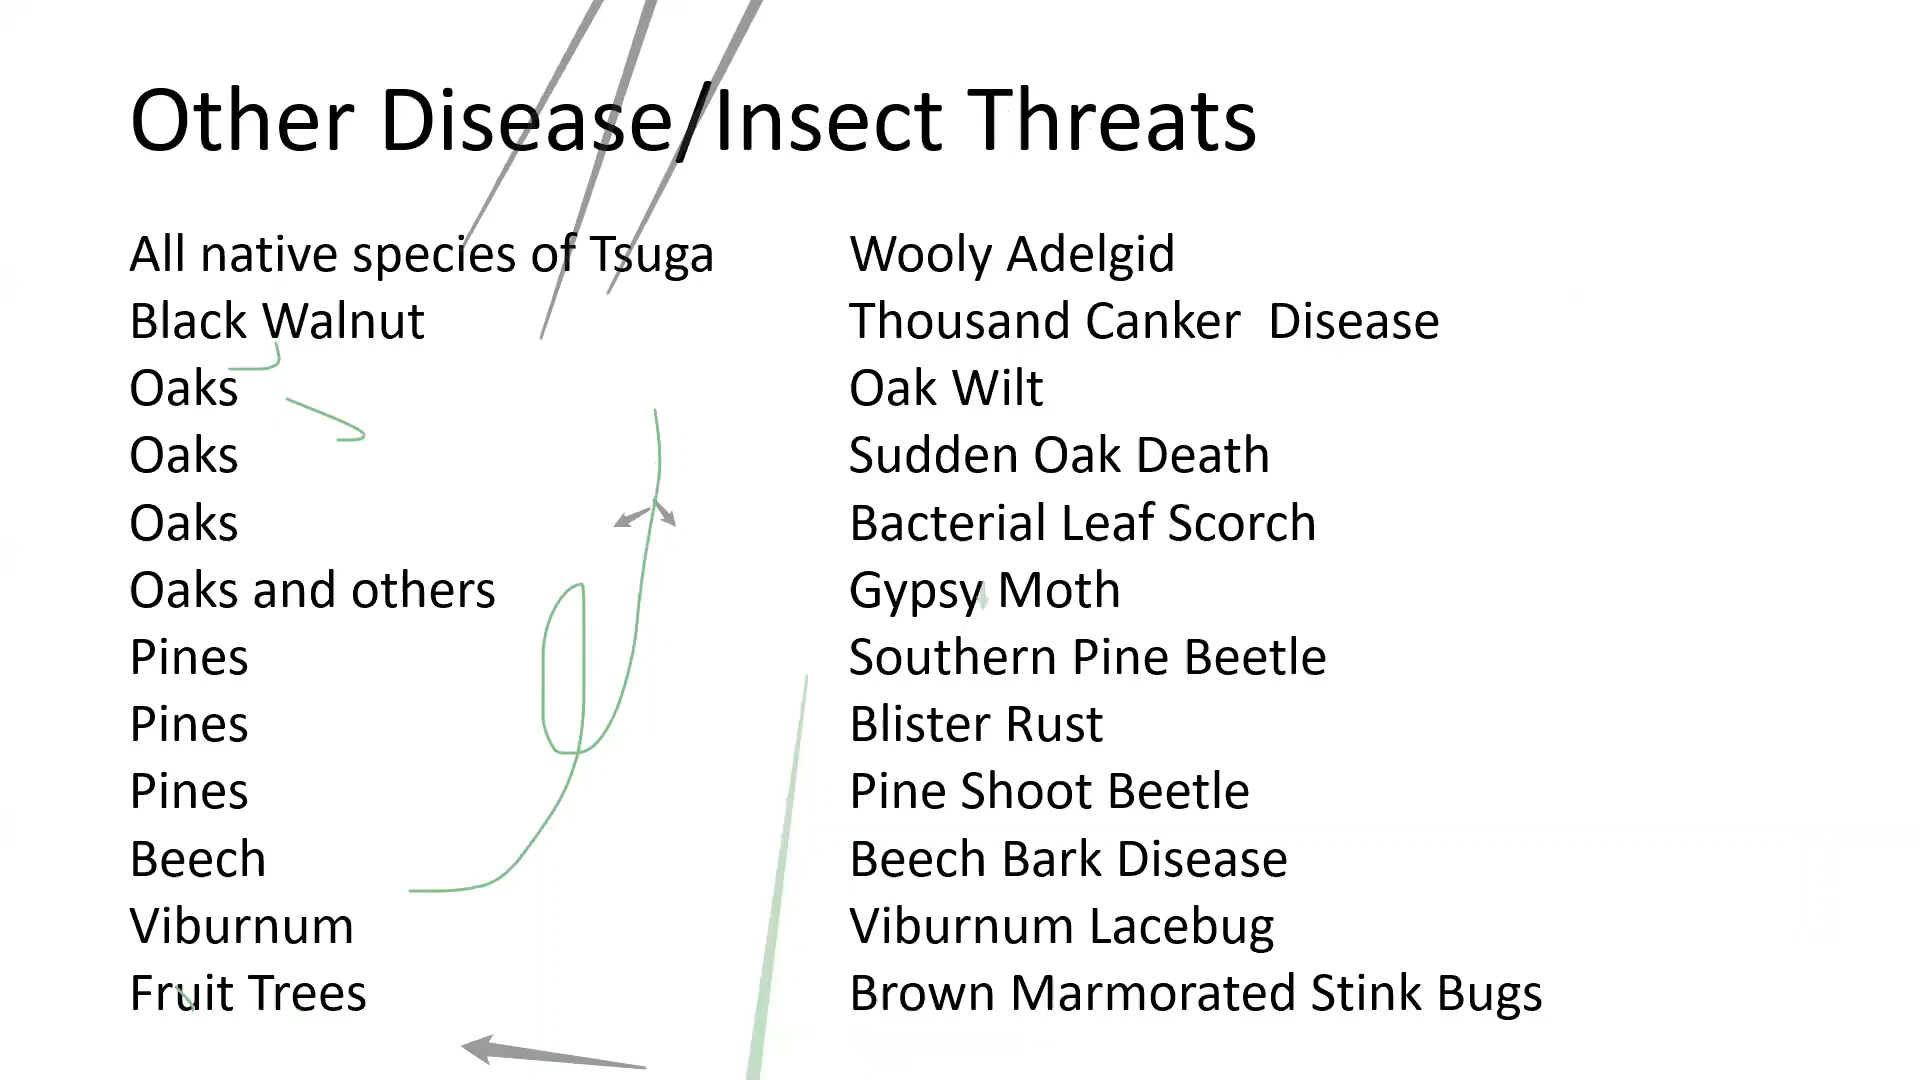 Other Disease/Insect Threats
All native species of Tsuga Wooly Adelgid
Black Walnut Thousand Canker Disease
Oaks Oak Wilt
Oaks Sudden Oak Death
Oaks Bacterial Leaf Scorch
Oaks and others Gypsy Moth
Pines Southern Pine Beetle
Pines Blister Rust
Pines Pine Shoot Beetle
Beech Beech Bark Disease
Viburnum Viburnum Lacebug
Fruit Trees Brown Marmorated Stink Bugs